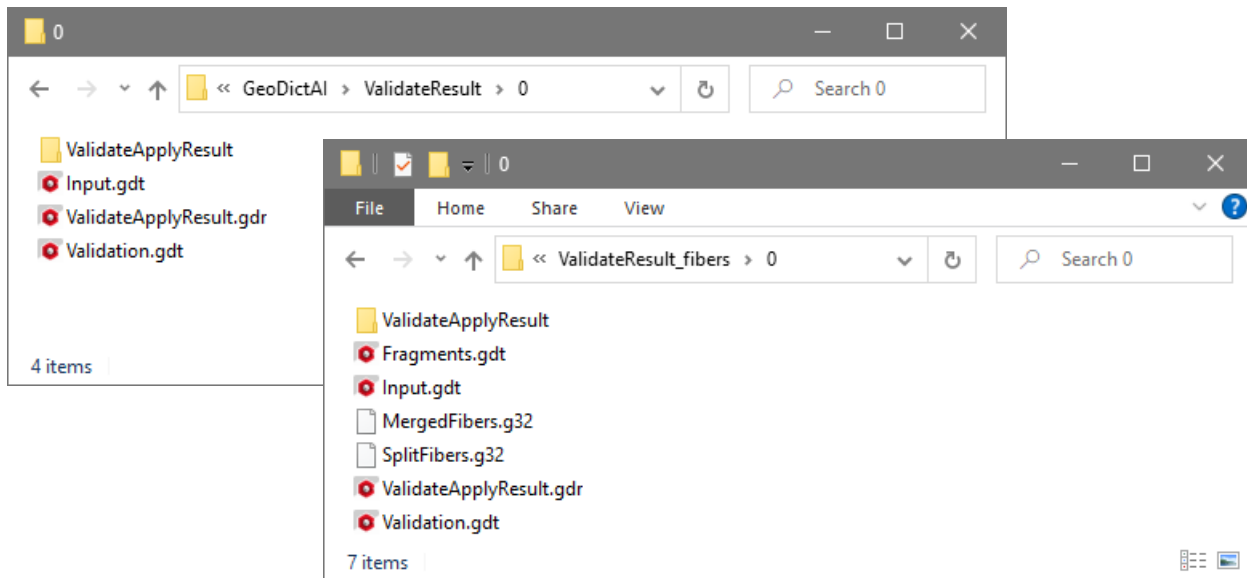 0
« GeoDictAI > ValidateResult > 0
Search 0
ValidateApplyResult
Input.gdt
ValidateApplyResult.gdr
Validation.gdt
4 items
0
File Home Share View
?
« ValidateResult_fibers > 0
Search 0
ValidateApplyResult
Fragments.gdt
Input.gdt
MergedFibers.g32
SplitFibers.g32
ValidateApplyResult.gdr
Validation.gdt
7 items